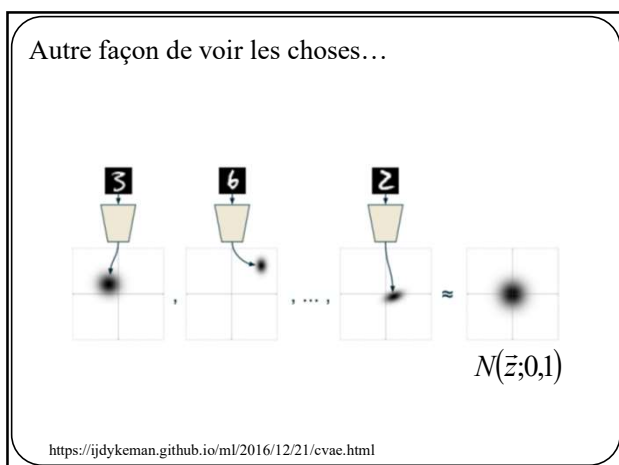 Autre façon de voir les choses…
3 6 2
, , ... , ≈
N(z⃗;0,1)
https://ijdykeman.github.io/ml/2016/12/21/cvae.html